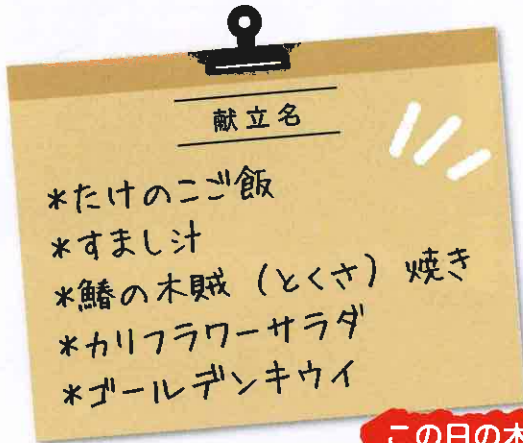 献立名
*たけのこご飯
*すまし汁
*鰆の木賊（とくさ）焼き
*カリフラワーサラダ
*ゴールデンキウイ
この日の木